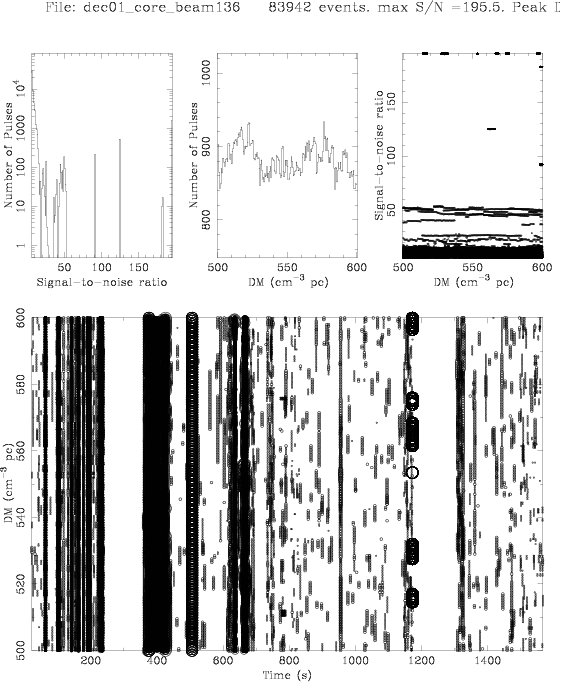 File: dec01_core_beam136 83942 events. max S/N =195.5. Peak D
Number of Pulses
1 10 100 1000 10⁴
50 100 150
Signal-to-noise ratio
Number of Pulses
800 900 1000
500 550 600
DM (cm⁻³ pc)
Signal-to-noise ratio
50 100 150
500 550 600
DM (cm⁻³ pc)
DM (cm⁻³ pc)
500 520 540 560 580 600
200 400 600 800 1000 1200 1400
Time (s)